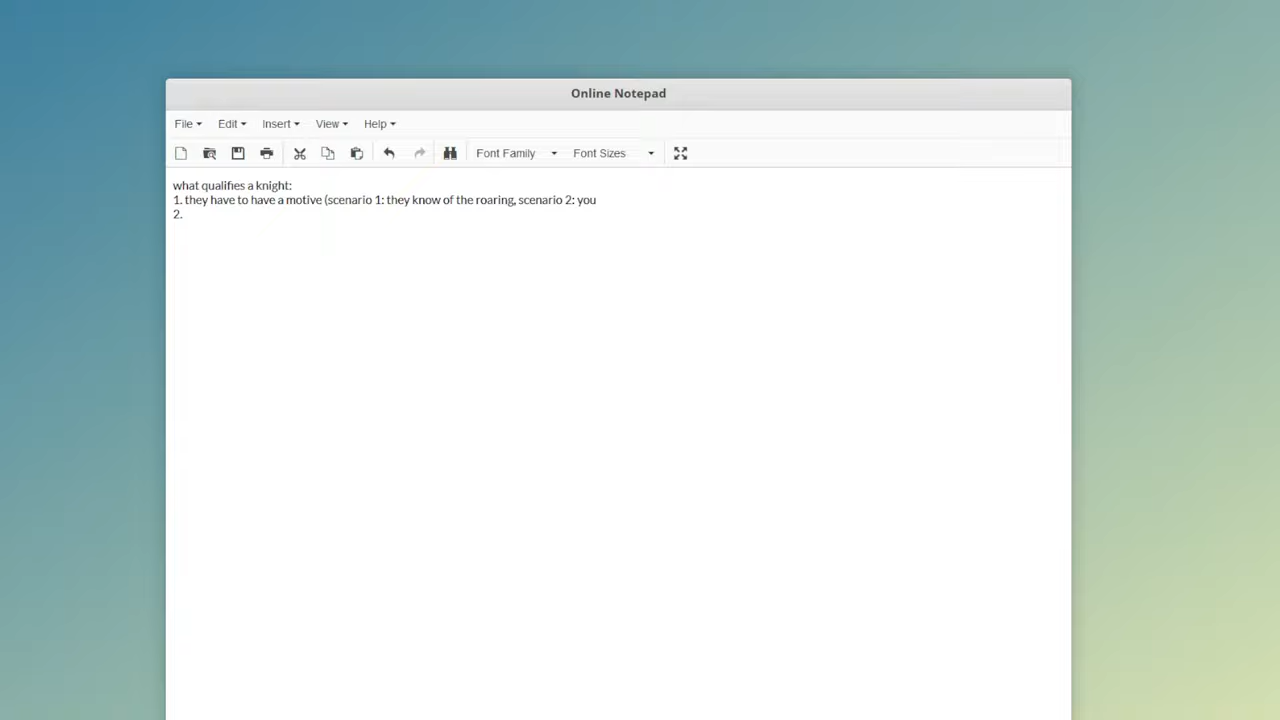 Online Notepad
File Edit Insert View Help
Font Family Font Sizes
what qualifies a knight:
1. they have to have a motive (scenario 1: they know of the roaring, scenario 2: you
2.